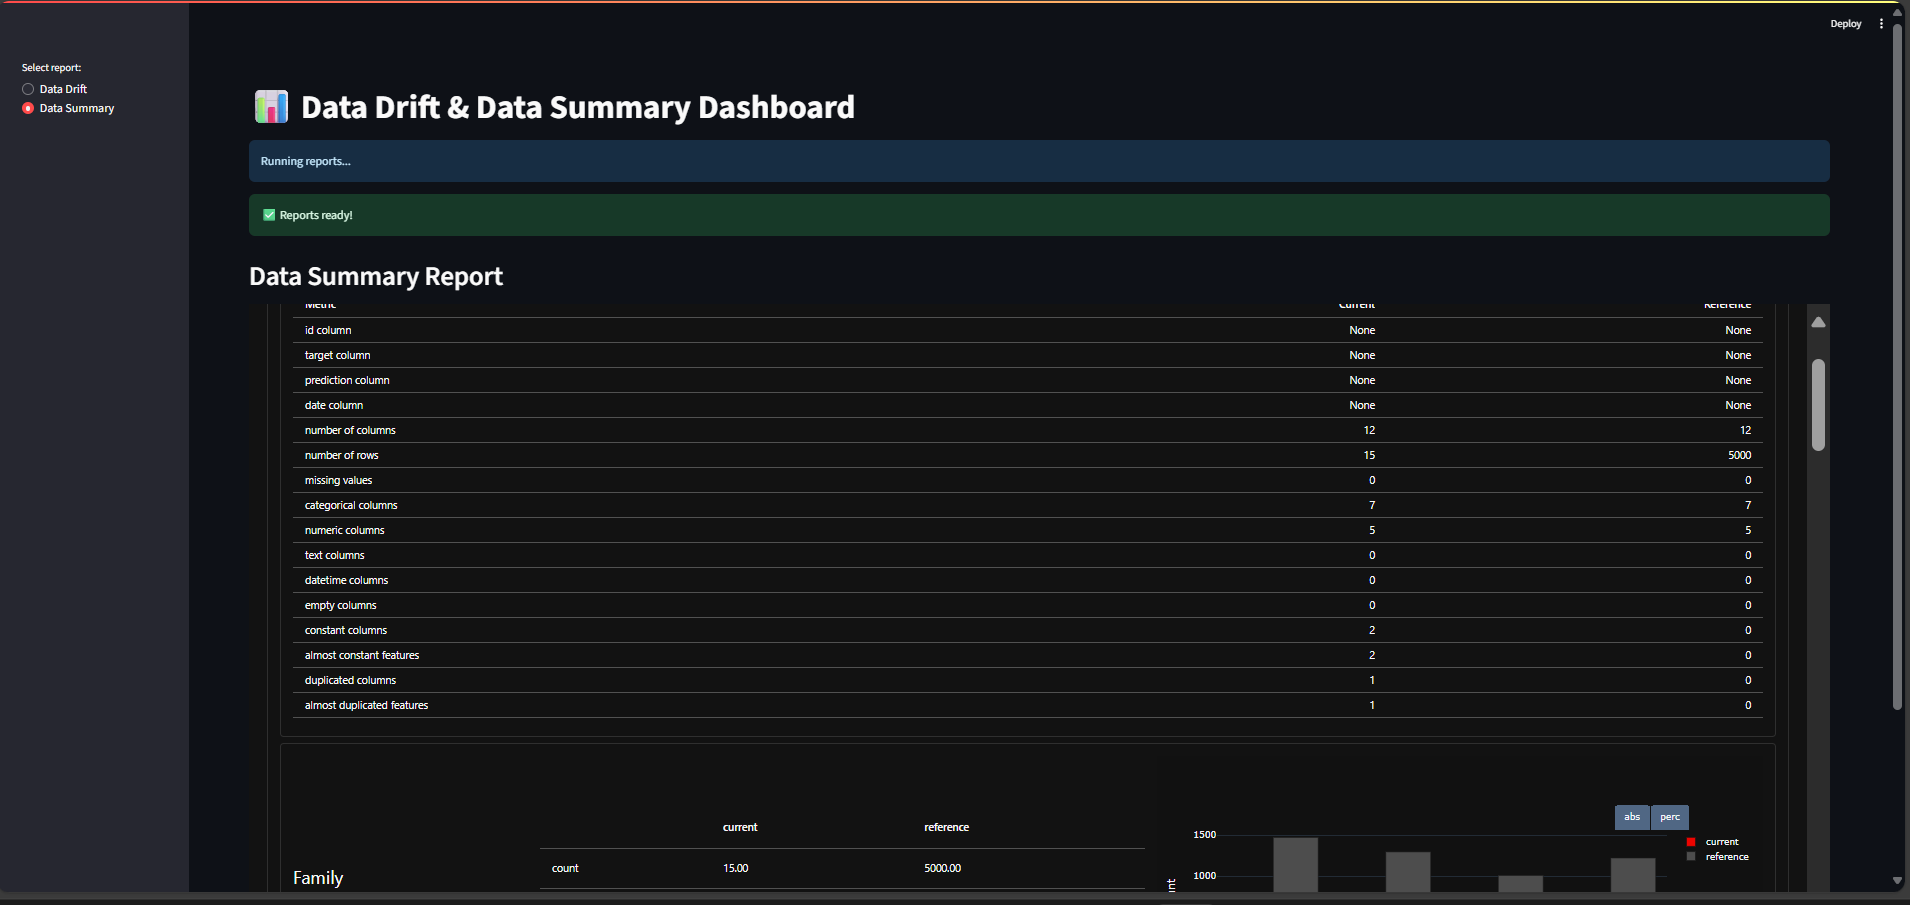 Deploy
Select report:
Data Drift
Data Summary
Data Drift & Data Summary Dashboard
Running reports...
Reports ready!
Data Summary Report
Metric Current Reference
id column None None
target column None None
prediction column None None
date column None None
number of columns 12 12
number of rows 15 5000
missing values 0 0
categorical columns 7 7
numeric columns 5 5
text columns 0 0
datetime columns 0 0
empty columns 0 0
constant columns 2 0
almost constant features 2 0
duplicated columns 1 0
almost duplicated features 1 0
Family
current reference
count 15.00 5000.00
abs perc
current
reference
1500
1000